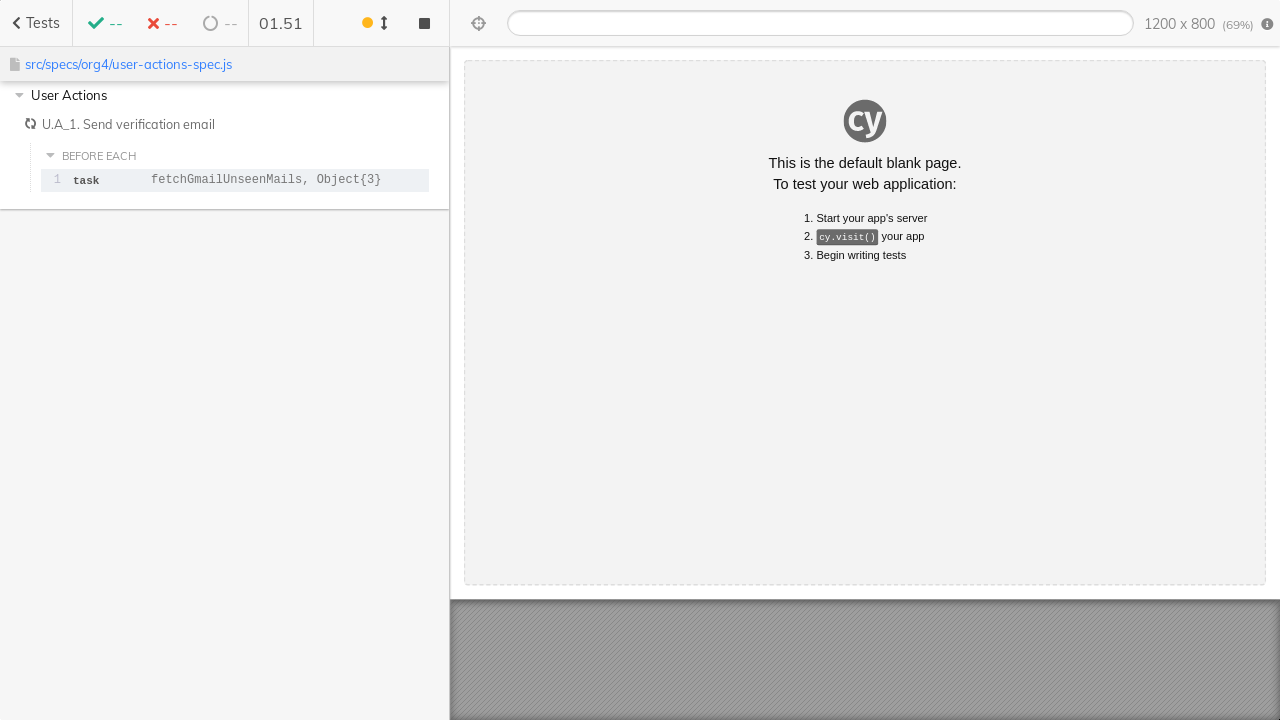 Tests
--
--
--
01.51
1200 x 800 (69%)
src/specs/org4/user-actions-spec.js
User Actions
U.A_1. Send verification email
BEFORE EACH
1 task fetchGmailUnseenMails, Object{3}
cy
This is the default blank page.
To test your web application:
1. Start your app's server
2. cy.visit() your app
3. Begin writing tests